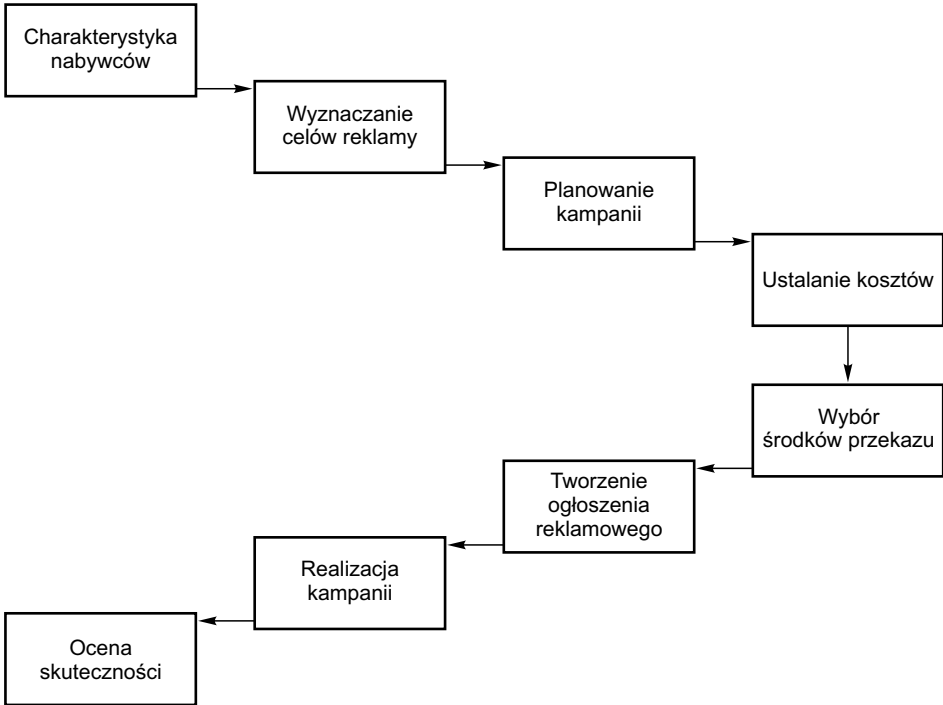 Charakterystyka
nabywców
Wyznaczanie
celów reklamy
Planowanie
kampanii
Ustalanie kosztów
Wybór
środków przekazu
Tworzenie
ogłoszenia
reklamowego
Realizacja
kampanii
Ocena
skuteczności